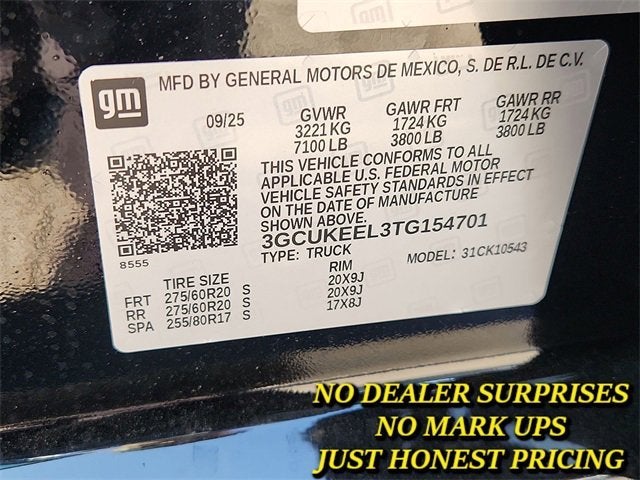 gm
MFD BY GENERAL MOTORS DE MEXICO, S. DE R.L. DE C.V.
09/25 GVWR GAWR FRT GAWR RR
3221 KG 1724 KG 1724 KG
7100 LB 3800 LB 3800 LB
THIS VEHICLE CONFORMS TO ALL
APPLICABLE U.S. FEDERAL MOTOR
VEHICLE SAFETY STANDARDS IN EFFECT
ON THE DATE OF MANUFACTURE
SHOWN ABOVE.
3GCUKEEL3TG154701
8555 TYPE: TRUCK MODEL: 31CK10543
TIRE SIZE RIM
FRT 275/60R20 S 20X9J
RR 275/60R20 S 20X9J
SPA 255/80R17 S 17X8J
NO DEALER SURPRISES
NO MARK UPS
JUST HONEST PRICING